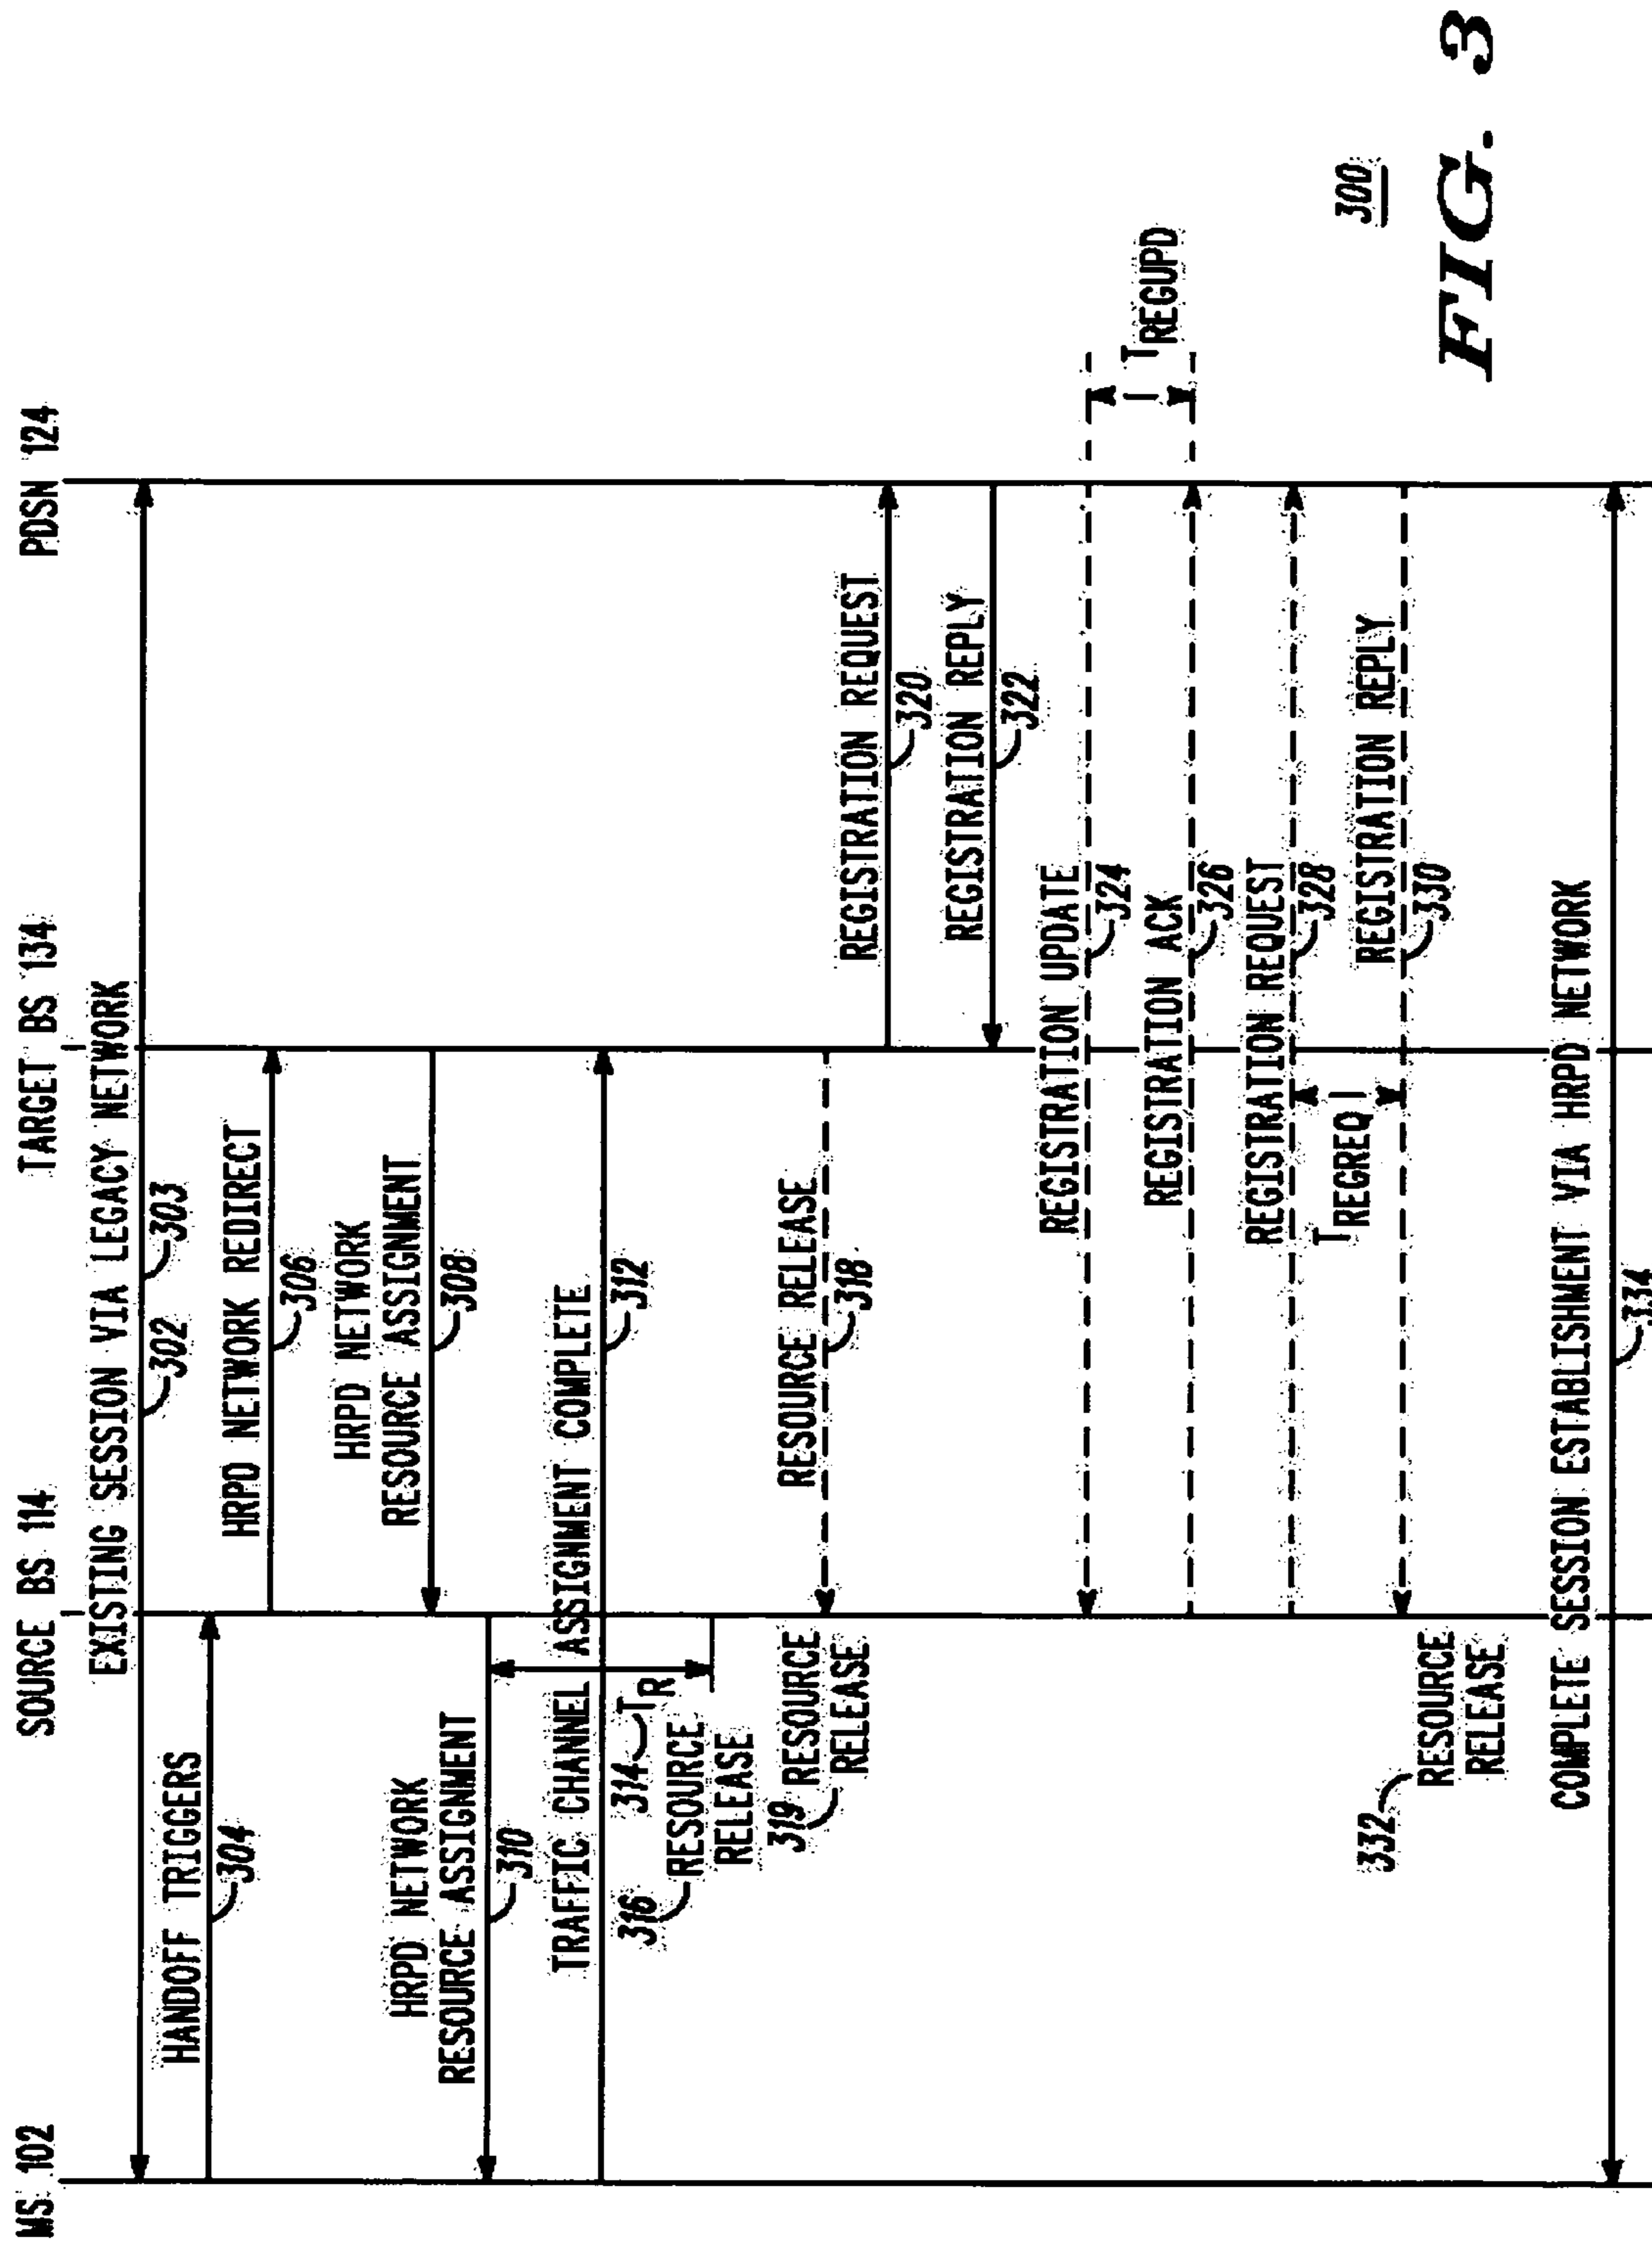 MS 102
SOURCE BS 114
TARGET BS 134
PDSN 124
EXISTING SESSION VIA LEGACY NETWORK
302
303
HANDOFF TRIGGERS
304
HRPD NETWORK REDIRECT
306
HRPD NETWORK
RESOURCE ASSIGNMENT
308
HRPD NETWORK
RESOURCE ASSIGNMENT
310
TRAFFIC CHANNEL ASSIGNMENT COMPLETE
312
314
TR
316
RESOURCE
RELEASE
RESOURCE RELEASE
318
319
RESOURCE
RELEASE
REGISTRATION REQUEST
320
REGISTRATION REPLY
322
REGISTRATION UPDATE
324
TREGUPD
REGISTRATION ACK
326
REGISTRATION REQUEST
328
TREGREQ
REGISTRATION REPLY
330
332
RESOURCE
RELEASE
COMPLETE SESSION ESTABLISHMENT VIA HRPD NETWORK
334
300
FIG. 3